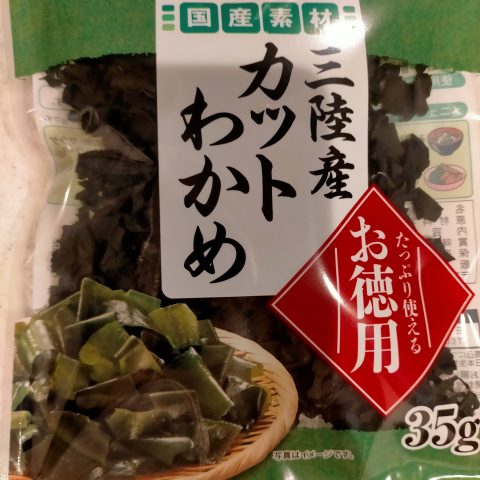 国産素材
三陸産
カットわかめ
たっぷり使える
お徳用
35g
写真はイメージです。